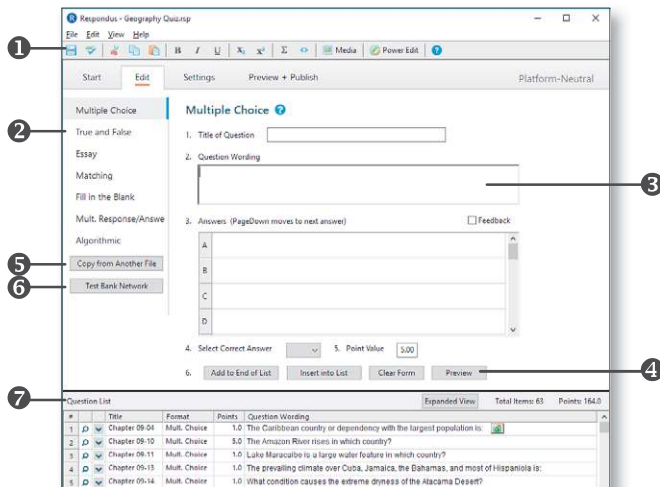 Respondus - Geography Quiz.rsp
File Edit View Help
B I U X₁ X² Σ <> Media Power Edit ?
Start Edit Settings Preview + Publish Platform-Neutral
Multiple Choice
True and False
Essay
Matching
Fill in the Blank
Mult. Response/Answe
Algorithmic
Copy from Another File
Test Bank Network
Multiple Choice ?
1. Title of Question
2. Question Wording
3. Answers (PageDown moves to next answer) Feedback
A
B
C
D
4. Select Correct Answer 5. Point Value 5.00
6. Add to End of List Insert into List Clear Form Preview
Question List Expanded View Total Items: 63 Points: 164.0
# Title Format Points Question Wording
1 Chapter 09-04 Mult. Choice 1.0 The Caribbean country or dependency with the largest population is:
2 Chapter 09-10 Mult. Choice 5.0 The Amazon River rises in which country?
3 Chapter 09-11 Mult. Choice 1.0 Lake Maracaibo is a large water feature in which country?
4 Chapter 09-13 Mult. Choice 1.0 The prevailing climate over Cuba, Jamaica, the Bahamas, and most of Hispaniola is:
5 Chapter 09-14 Mult. Choice 1.0 What condition causes the extreme dryness of the Atacama Desert?
1
2
3
4
5
6
7